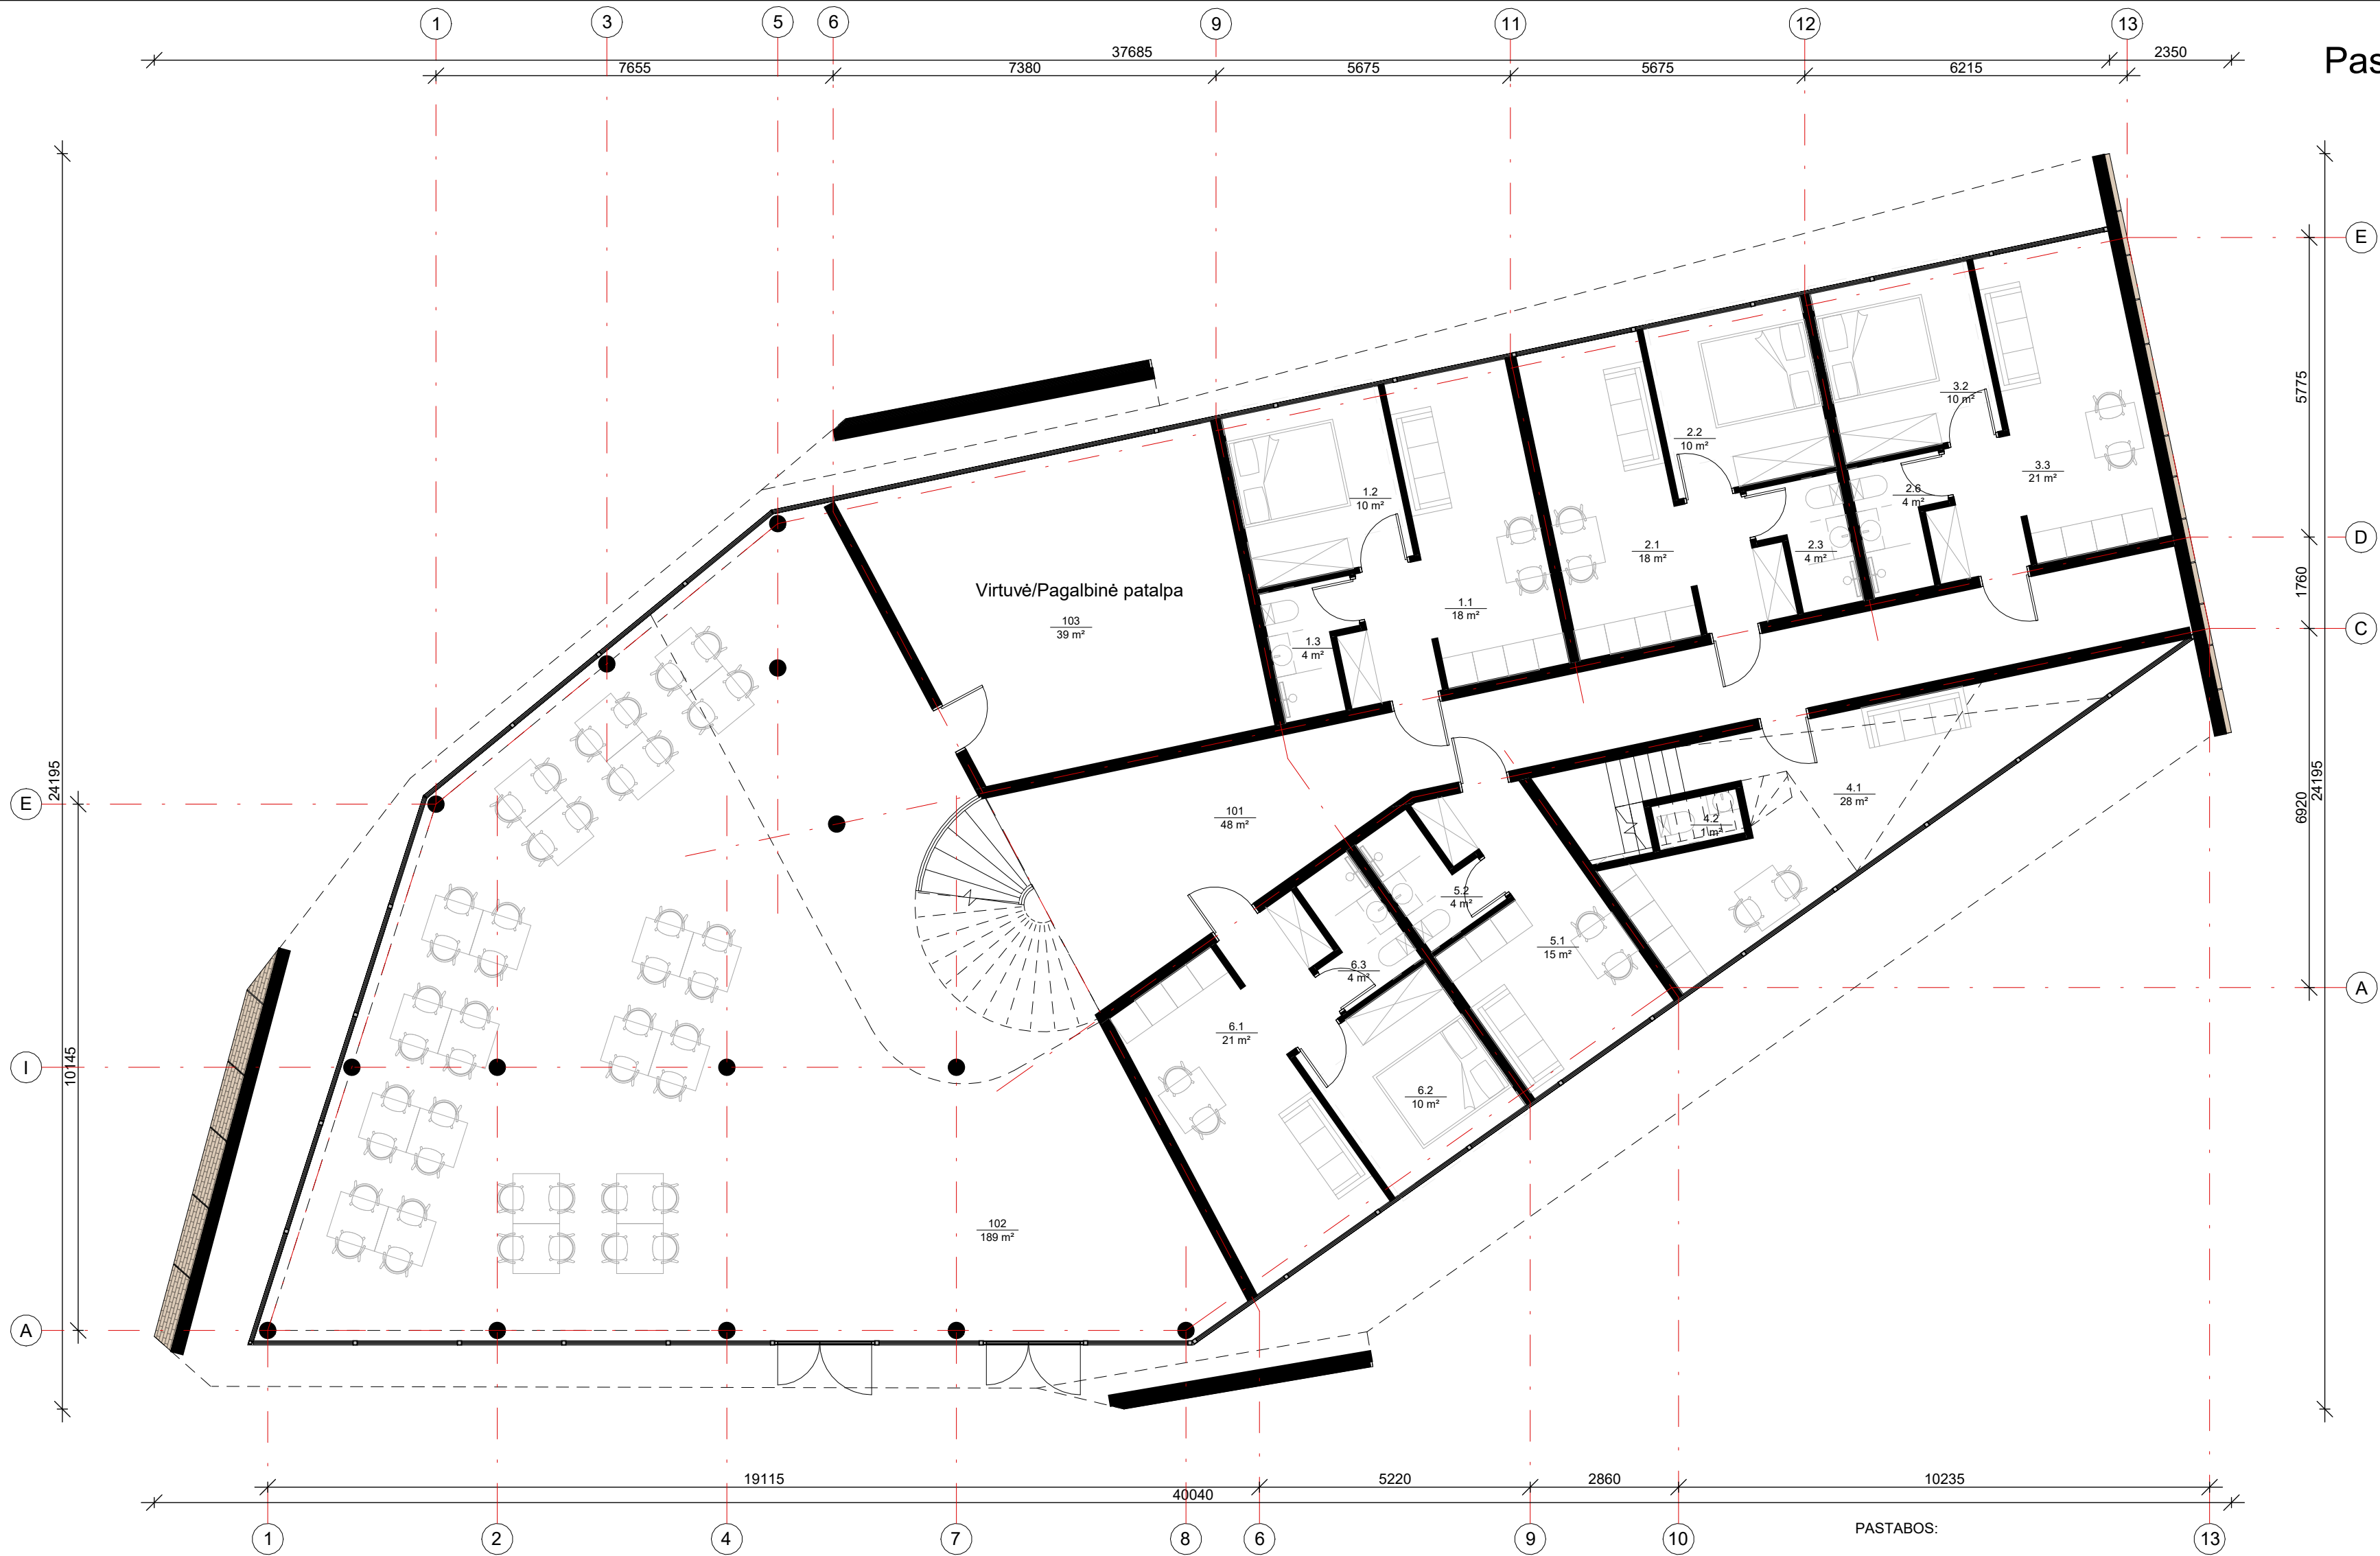 1 3 5 6 9 11 12 13
37685 2350
7655 7380 5675 5675 6215
Pas
E
5775
D
1760
C
6920
24195
A
24195
E
10145
I
A
3.2
10 m²
2.2
10 m²
3.3
21 m²
1.2
10 m²
2.6
4 m²
2.1
18 m²
2.3
4 m²
Virtuvė/Pagalbinė patalpa
103
39 m²
1.1
18 m²
1.3
4 m²
4.1
28 m²
101
48 m²
4.2
1 m²
5.2
4 m²
5.1
15 m²
6.3
4 m²
6.1
21 m²
6.2
10 m²
102
189 m²
19115 5220 2860 10235
40040
1 2 4 7 8 6 9 10 13
PASTABOS: